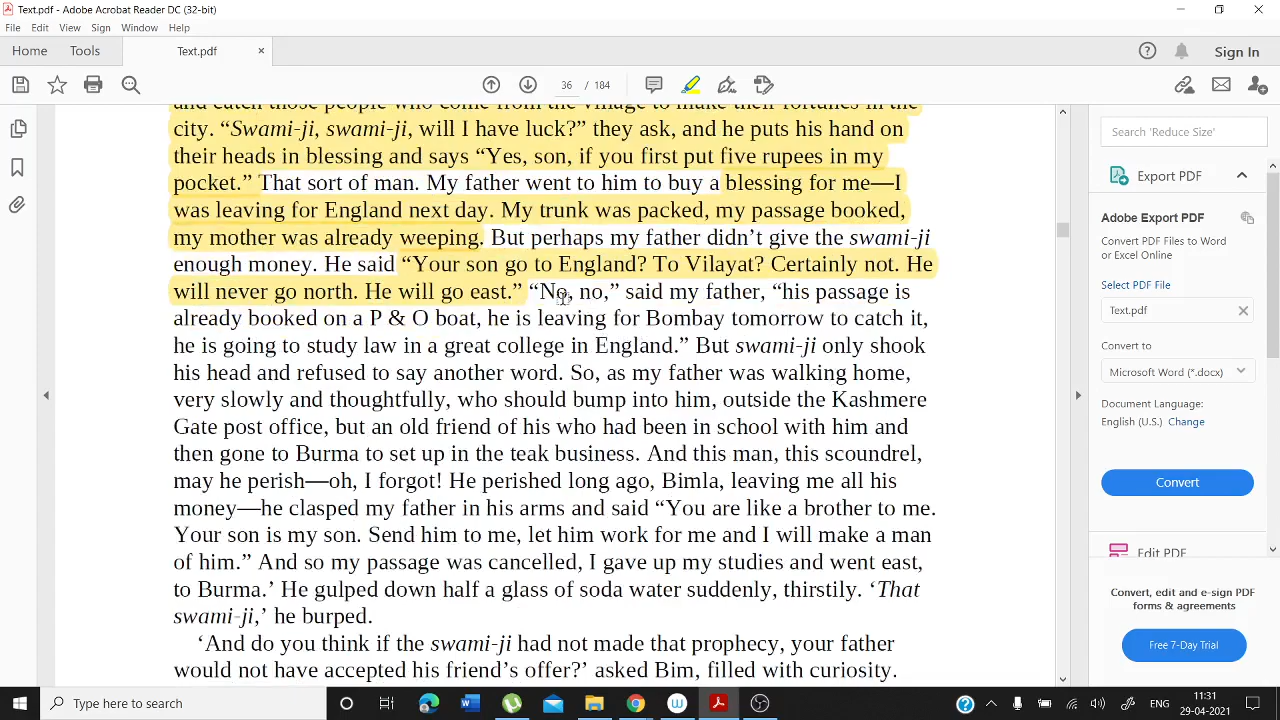 Text.pdf - Adobe Acrobat Reader DC (32-bit)
File Edit View Sign Window Help
Home Tools Text.pdf × Sign In
36 / 184
and catch those people who come from the village to make their fortunes in the
city. “Swami-ji, swami-ji, will I have luck?” they ask, and he puts his hand on
their heads in blessing and says “Yes, son, if you first put five rupees in my
pocket.” That sort of man. My father went to him to buy a blessing for me—I
was leaving for England next day. My trunk was packed, my passage booked,
my mother was already weeping. But perhaps my father didn’t give the swami-ji
enough money. He said “Your son go to England? To Vilayat? Certainly not. He
will never go north. He will go east.” “No, no,” said my father, “his passage is
already booked on a P & O boat, he is leaving for Bombay tomorrow to catch it,
he is going to study law in a great college in England.” But swami-ji only shook
his head and refused to say another word. So, as my father was walking home,
very slowly and thoughtfully, who should bump into him, outside the Kashmere
Gate post office, but an old friend of his who had been in school with him and
then gone to Burma to set up in the teak business. And this man, this scoundrel,
may he perish—oh, I forgot! He perished long ago, Bimla, leaving me all his
money—he clasped my father in his arms and said “You are like a brother to me.
Your son is my son. Send him to me, let him work for me and I will make a man
of him.” And so my passage was cancelled, I gave up my studies and went east,
to Burma.’ He gulped down half a glass of soda water suddenly, thirstily. ‘That
swami-ji,’ he burped.
‘And do you think if the swami-ji had not made that prophecy, your father
would not have accepted his friend’s offer?’ asked Bim, filled with curiosity.
Search 'Reduce Size'
Export PDF
Adobe Export PDF
Convert PDF Files to Word
or Excel Online
Select PDF File
Text.pdf
Convert to
Microsoft Word (*.docx)
Document Language:
English (U.S.) Change
Convert
Edit PDF
Convert, edit and e-sign PDF
forms & agreements
Free 7-Day Trial
Type here to search
ENG
11:31
29-04-2021